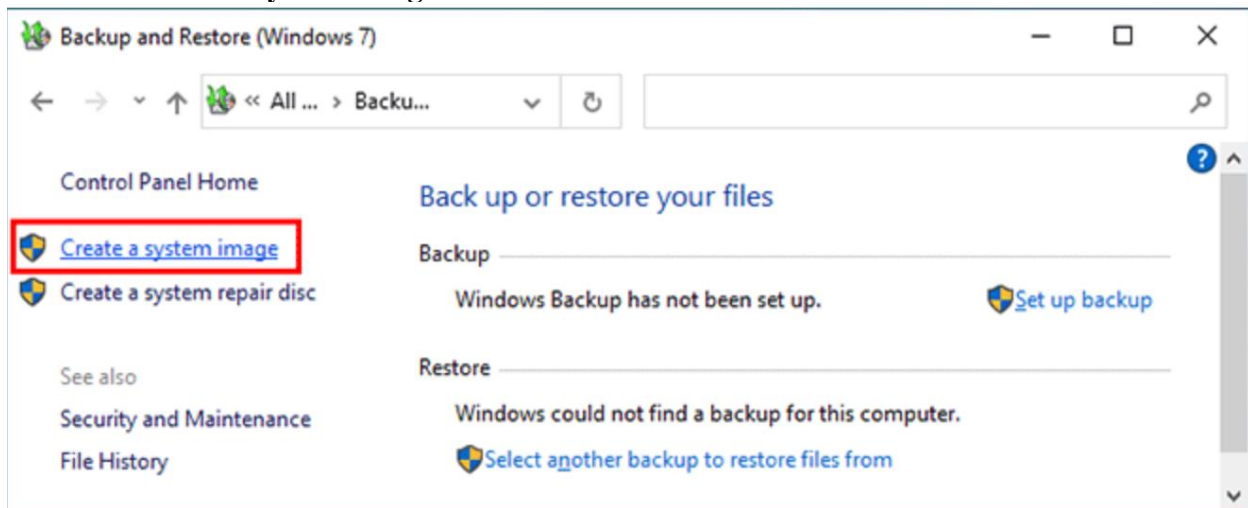 Backup and Restore (Windows 7)
« All ... › Backu...
Control Panel Home
Create a system image
Create a system repair disc
See also
Security and Maintenance
File History
Back up or restore your files
Backup
Windows Backup has not been set up.
Set up backup
Restore
Windows could not find a backup for this computer.
Select another backup to restore files from